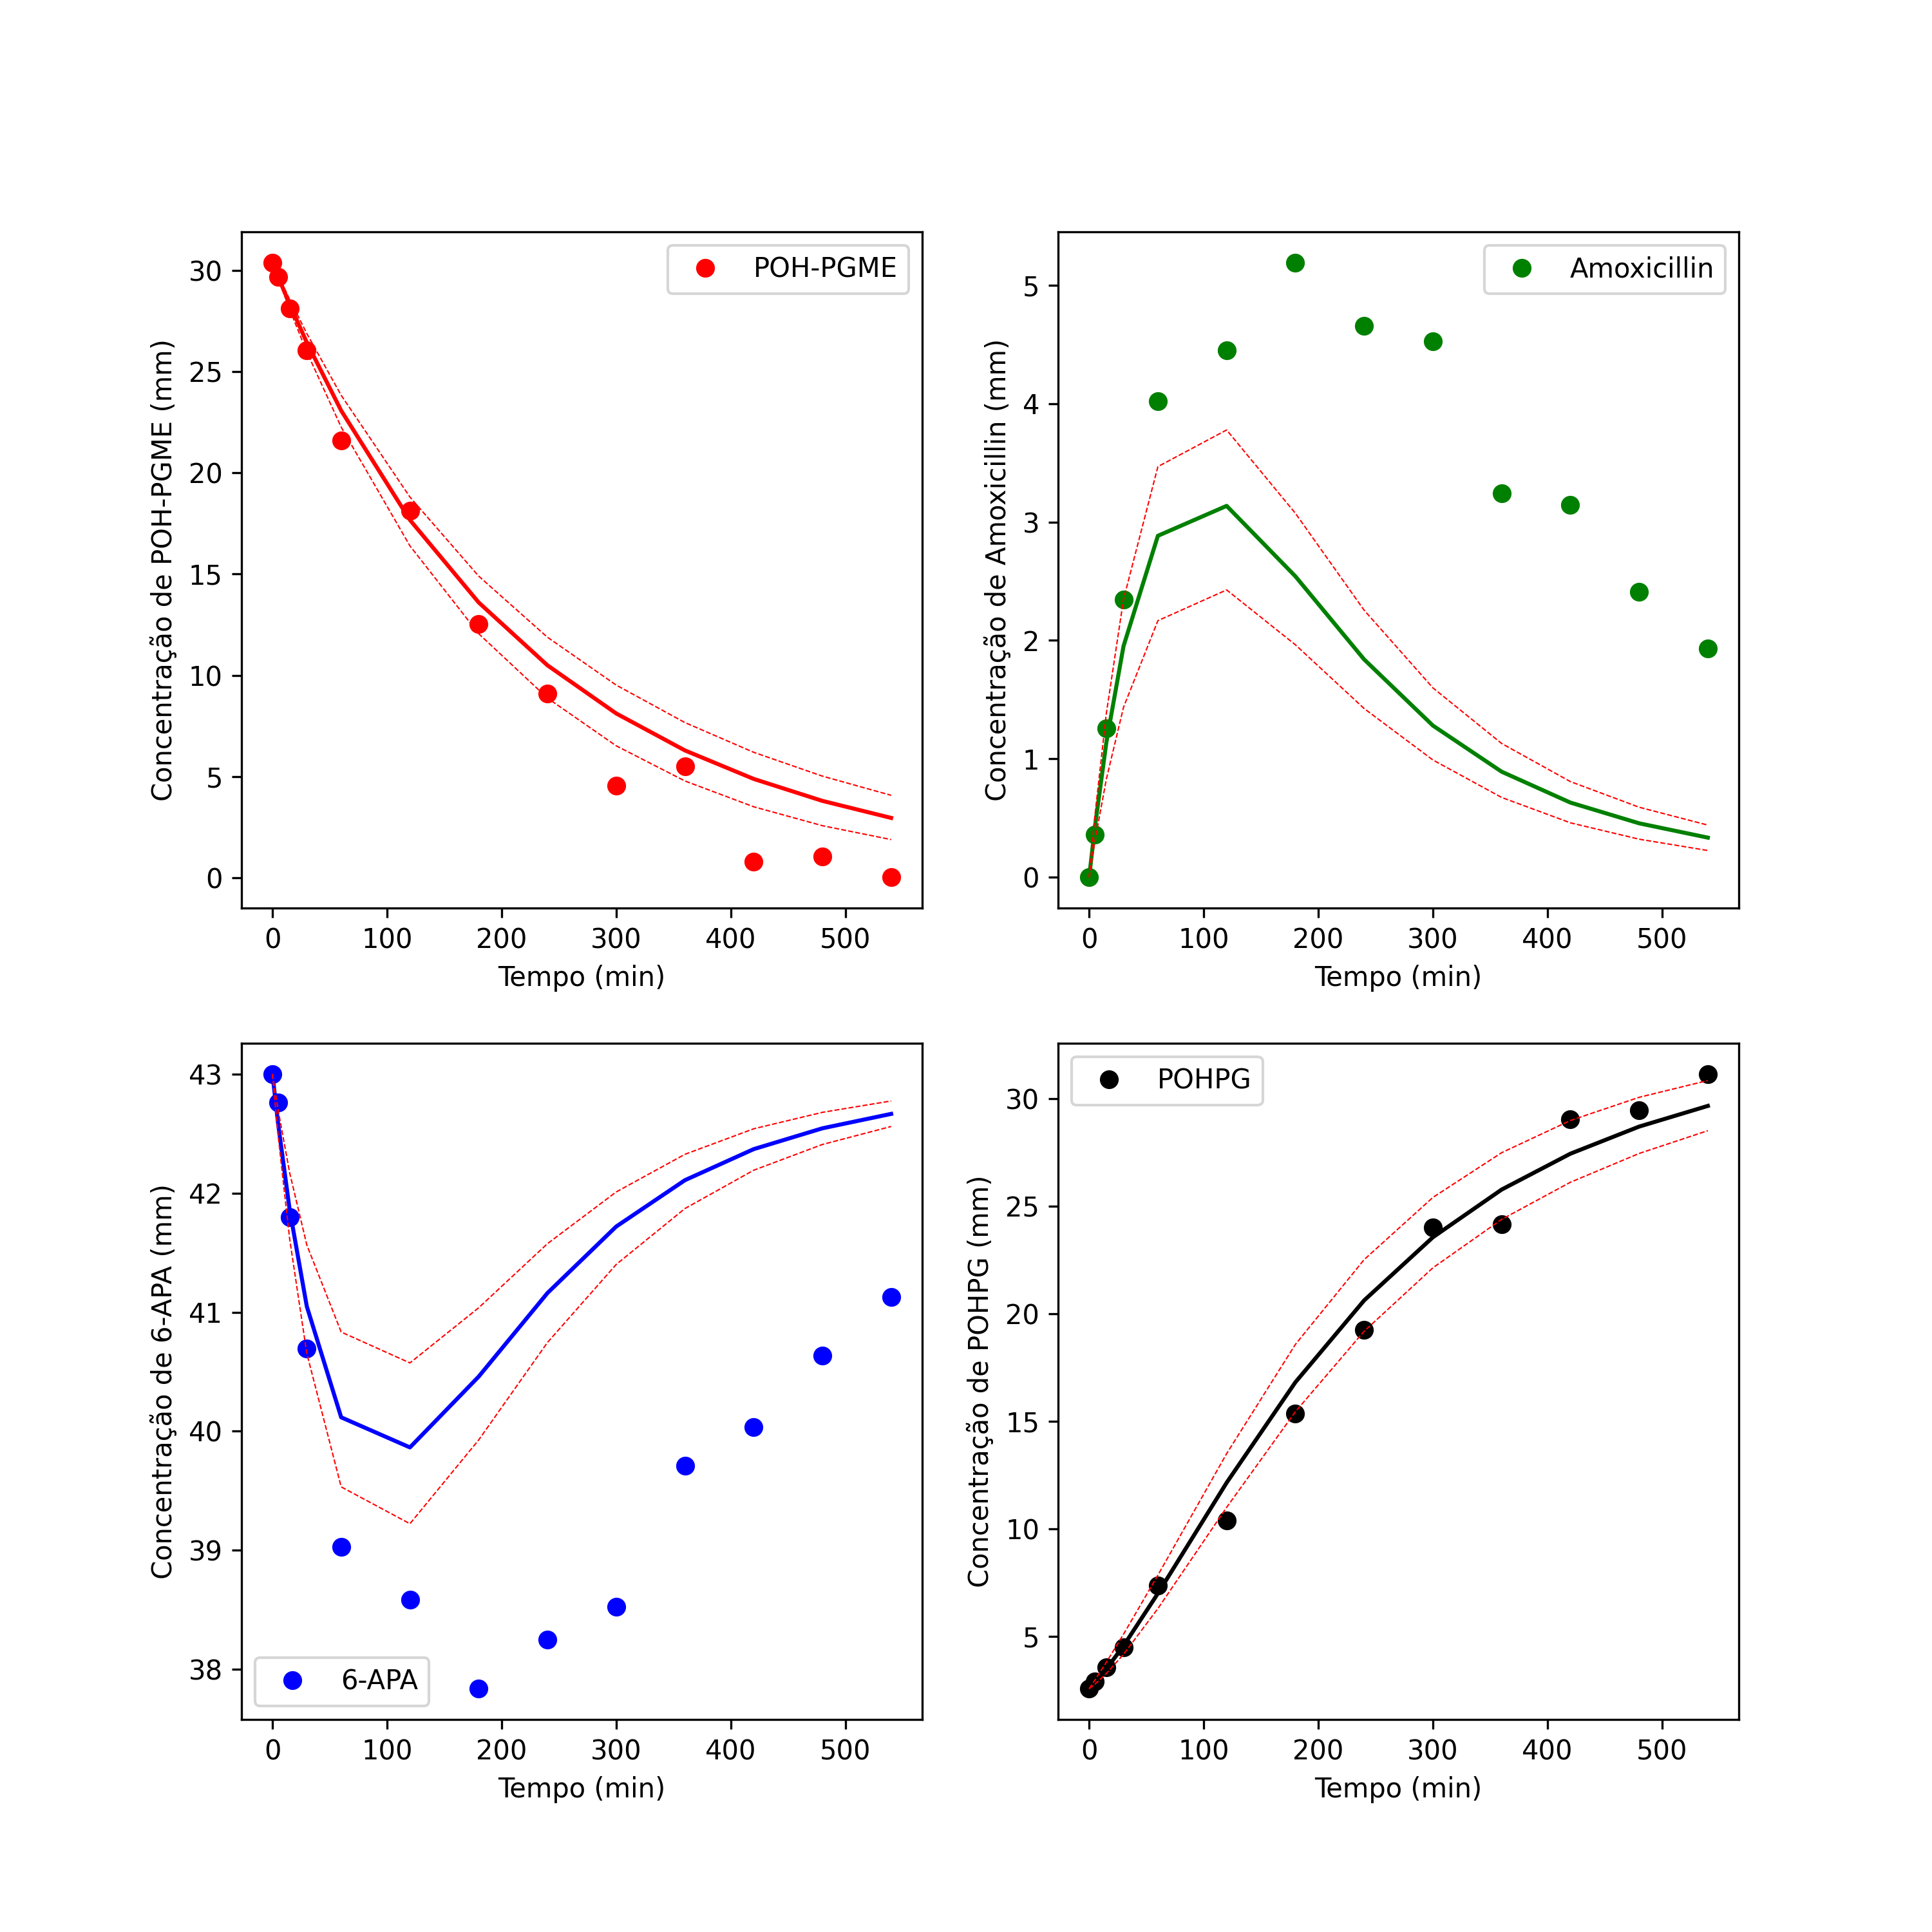 POH-PGME
Concentração de POH-PGME (mm)
30
25
20
15
10
5
0
0 100 200 300 400 500
Tempo (min)
Amoxicillin
Concentração de Amoxicillin (mm)
5
4
3
2
1
0
0 100 200 300 400 500
Tempo (min)
6-APA
Concentração de 6-APA (mm)
43
42
41
40
39
38
0 100 200 300 400 500
Tempo (min)
POHPG
Concentração de POHPG (mm)
30
25
20
15
10
5
0 100 200 300 400 500
Tempo (min)